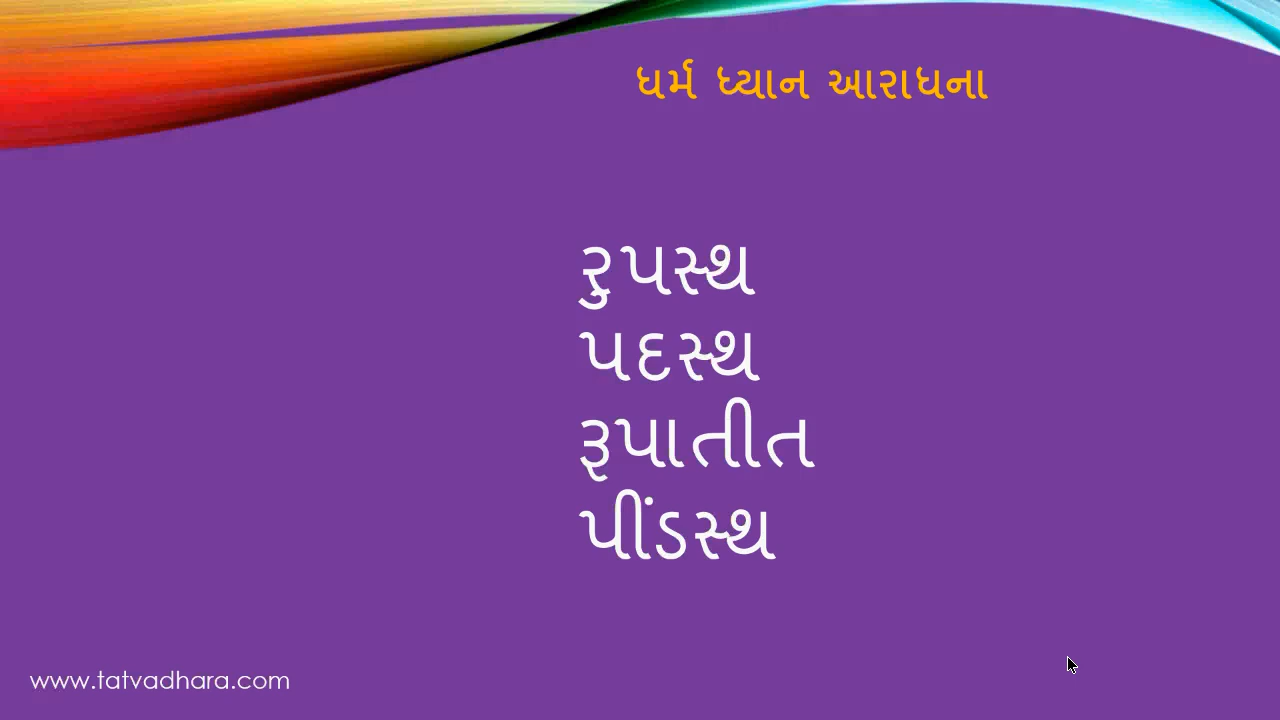 ધર્મ ધ્યાન આરાધના
રુપસ્થ
પદસ્થ
રૂપાતીત
પીંડસ્થ
www.tatvadhara.com